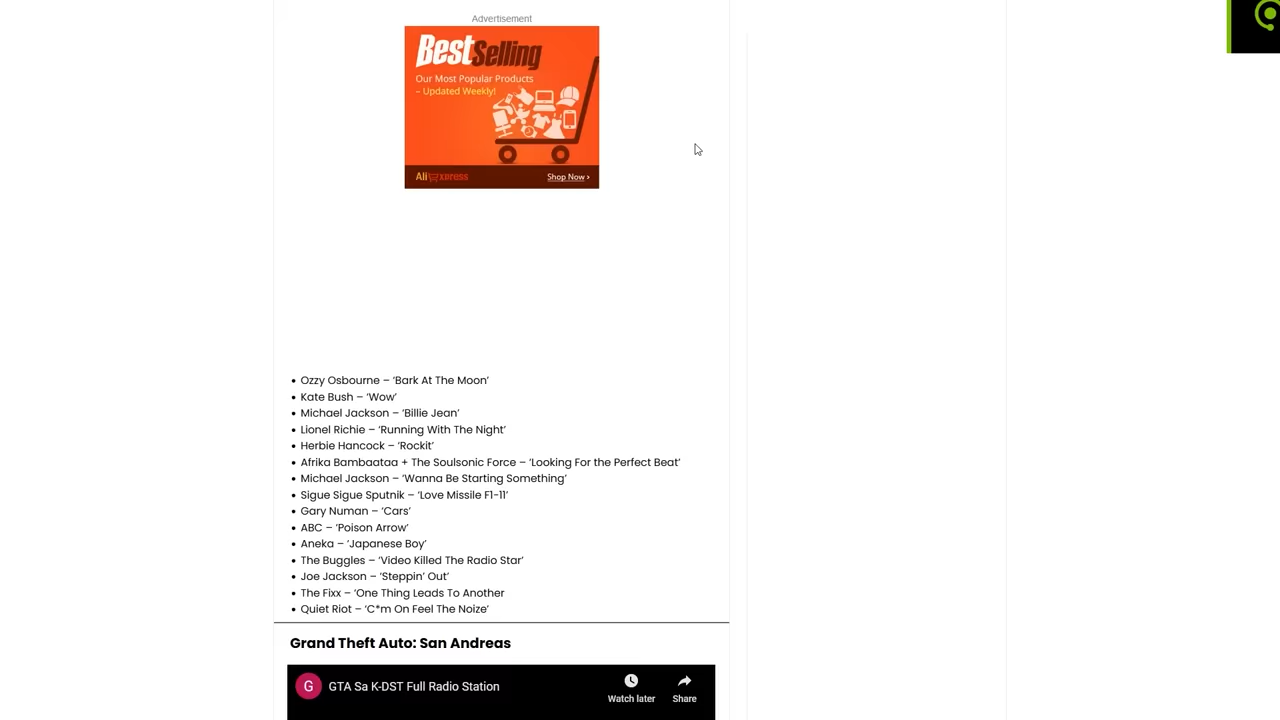 Advertisement
BestSelling
Our Most Popular Products
– Updated Weekly!
AliExpress
Shop Now ›
• Ozzy Osbourne – ‘Bark At The Moon’
• Kate Bush – ‘Wow’
• Michael Jackson – ‘Billie Jean’
• Lionel Richie – ‘Running With The Night’
• Herbie Hancock – ‘Rockit’
• Afrika Bambaataa + The Soulsonic Force – ‘Looking For the Perfect Beat’
• Michael Jackson – ‘Wanna Be Starting Something’
• Sigue Sigue Sputnik – ‘Love Missile F1-11’
• Gary Numan – ‘Cars’
• ABC – ‘Poison Arrow’
• Aneka – ‘Japanese Boy’
• The Buggles – ‘Video Killed The Radio Star’
• Joe Jackson – ‘Steppin’ Out’
• The Fixx – ‘One Thing Leads To Another
• Quiet Riot – ‘C*m On Feel The Noize’
Grand Theft Auto: San Andreas
G
GTA Sa K-DST Full Radio Station
Watch later
Share